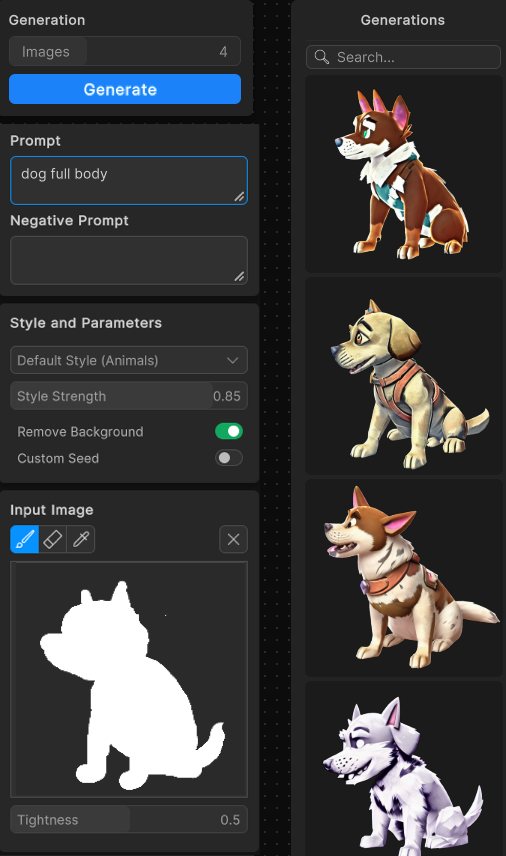 Generation
Images 4
Generate
Prompt
dog full body
Negative Prompt
Style and Parameters
Default Style (Animals)
Style Strength 0.85
Remove Background
Custom Seed
Input Image
Tightness 0.5
Generations
Search...